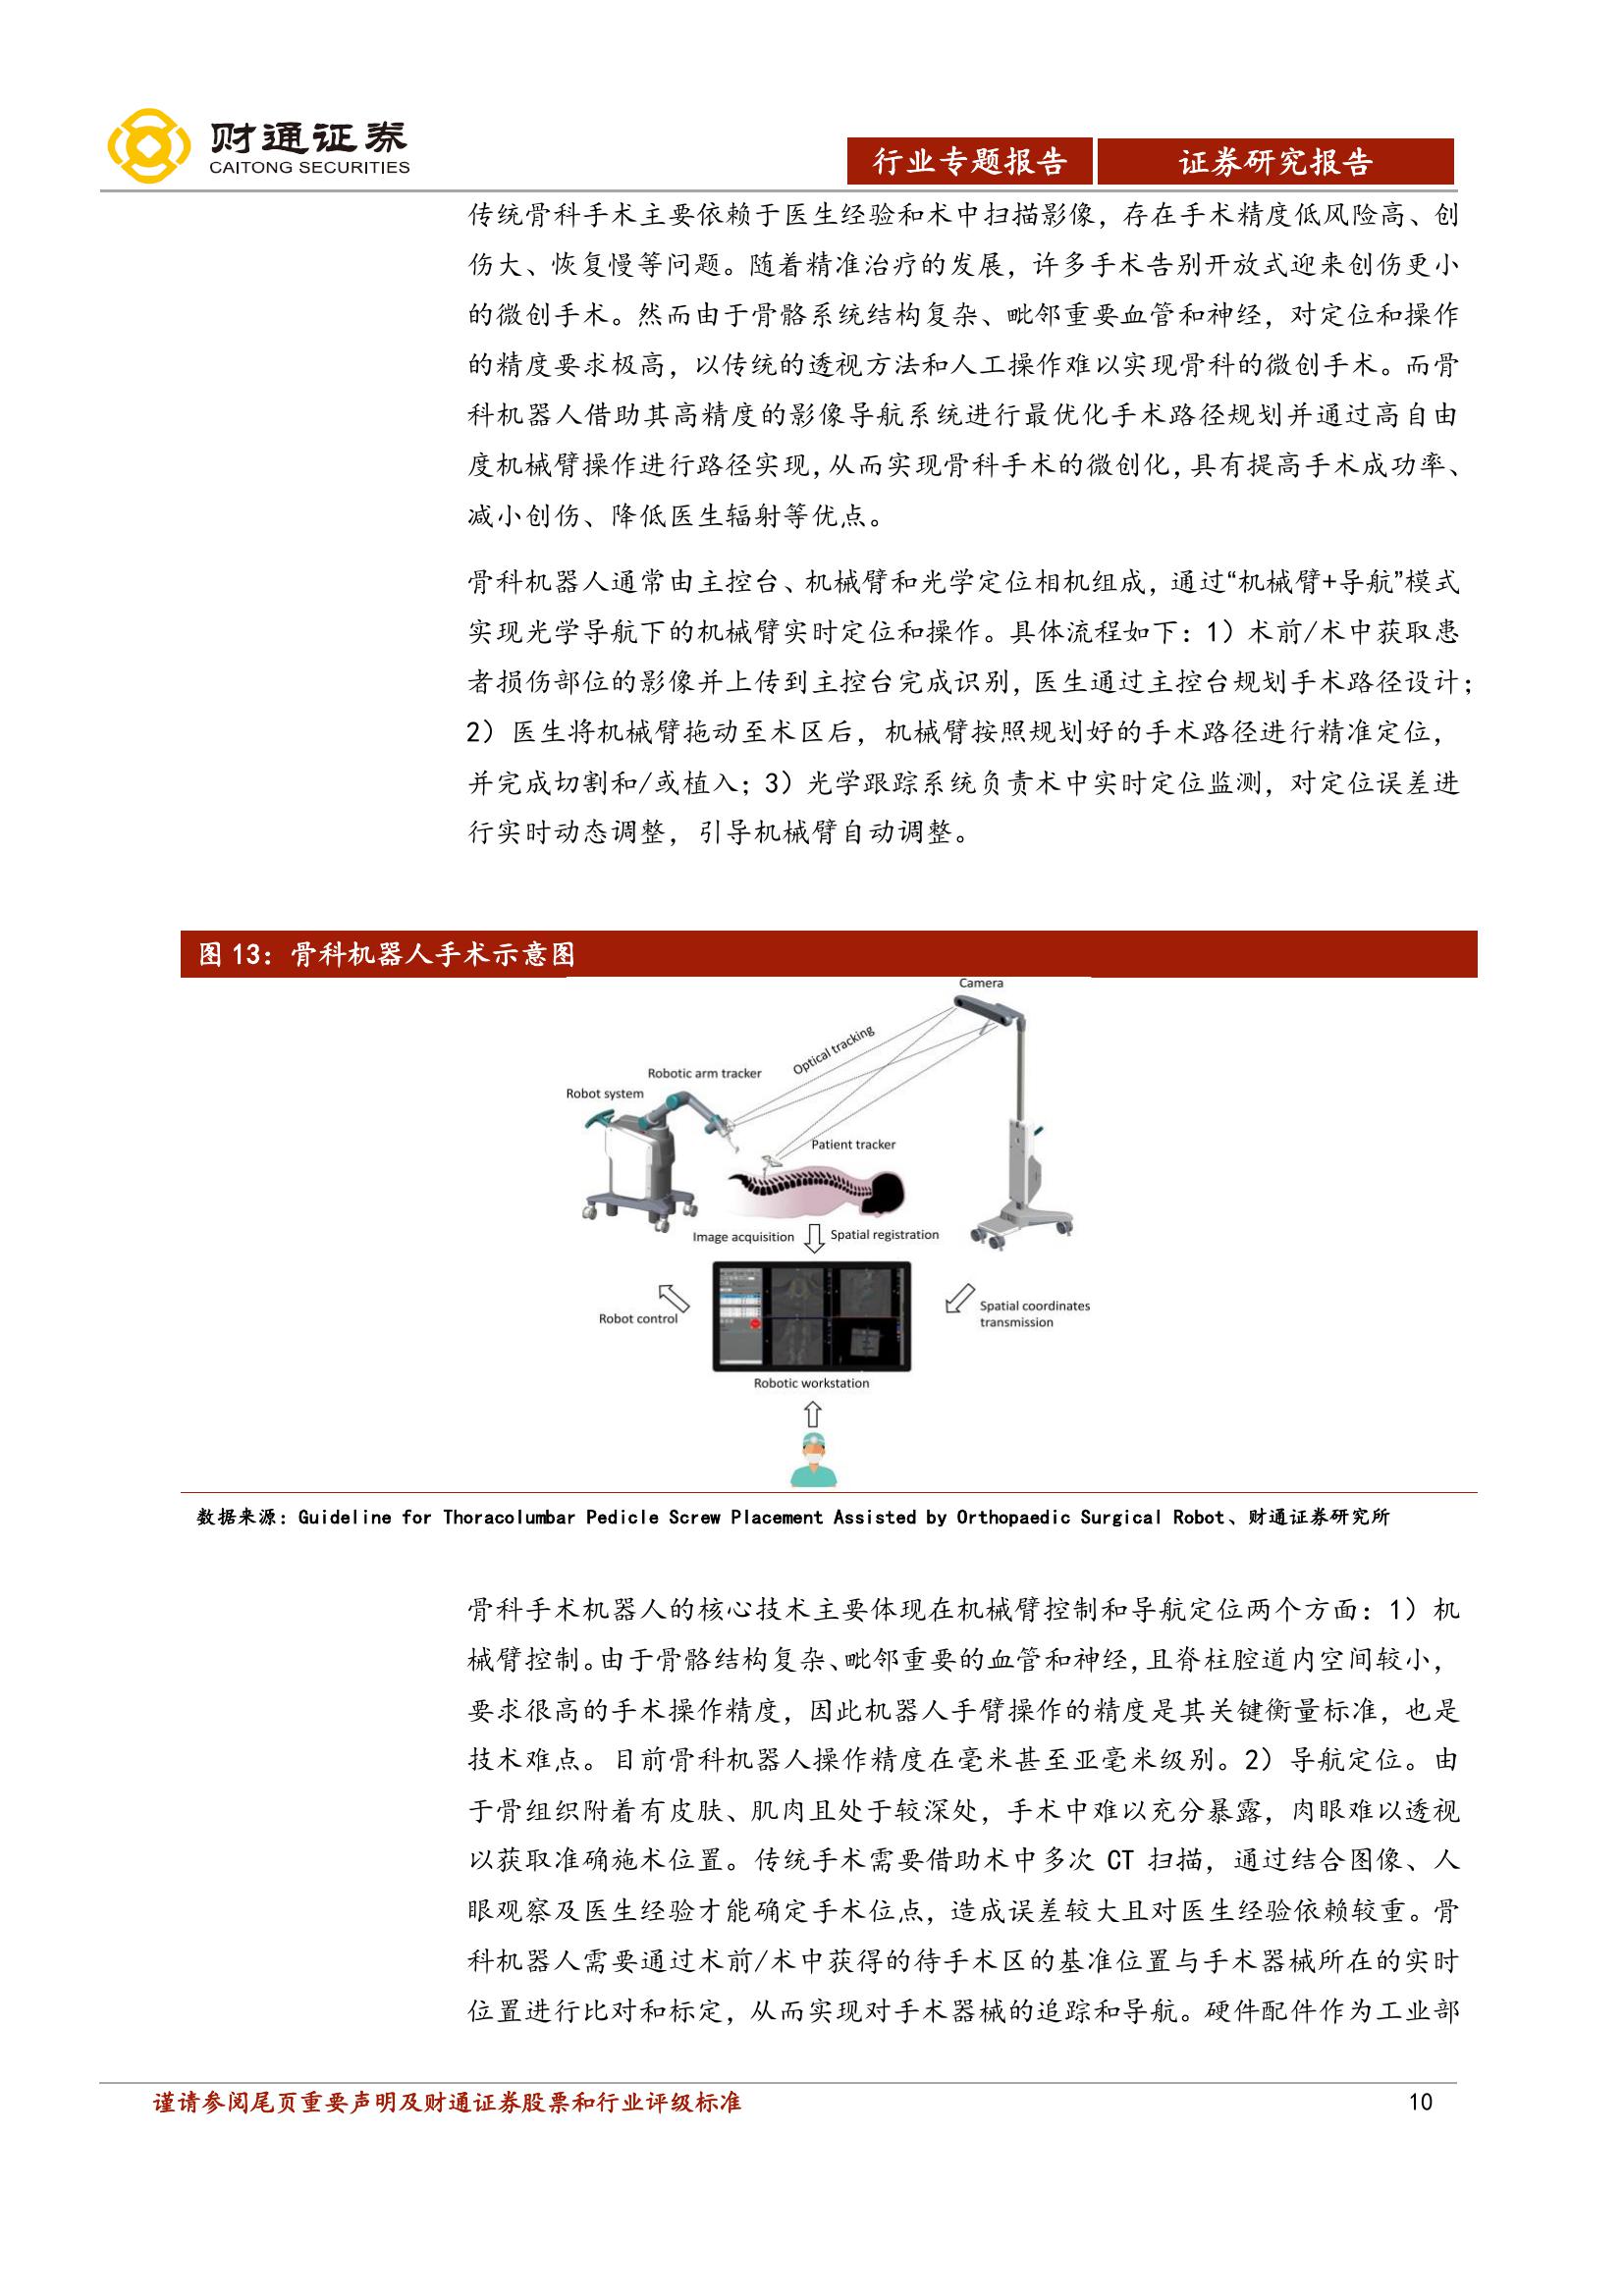 财通证券
CAITONG SECURITIES
行业专题报告
证券研究报告
传统骨科手术主要依赖于医生经验和术中扫描影像，存在手术精度低风险高、创
伤大、恢复慢等问题。随着精准治疗的发展，许多手术告别开放式迎来创伤更小
的微创手术。然而由于骨骼系统结构复杂、毗邻重要血管和神经，对定位和操作
的精度要求极高，以传统的透视方法和人工操作难以实现骨科的微创手术。而骨
科机器人借助其高精度的影像导航系统进行最优化手术路径规划并通过高自由
度机械臂操作进行路径实现，从而实现骨科手术的微创化，具有提高手术成功率、
减小创伤、降低医生辐射等优点。
骨科机器人通常由主控台、机械臂和光学定位相机组成，通过“机械臂+导航”模式
实现光学导航下的机械臂实时定位和操作。具体流程如下：1）术前/术中获取患
者损伤部位的影像并上传到主控台完成识别，医生通过主控台规划手术路径设计；
2）医生将机械臂拖动至术区后，机械臂按照规划好的手术路径进行精准定位，
并完成切割和/或植入；3）光学跟踪系统负责术中实时定位监测，对定位误差进
行实时动态调整，引导机械臂自动调整。
图 13：骨科机器人手术示意图
Camera
Optical tracking
Robotic arm tracker
Robot system
Patient tracker
Image acquisition
Spatial registration
Robot control
Spatial coordinates
transmission
Robotic workstation
数据来源：Guideline for Thoracolumbar Pedicle Screw Placement Assisted by Orthopaedic Surgical Robot、财通证券研究所
骨科手术机器人的核心技术主要体现在机械臂控制和导航定位两个方面：1）机
械臂控制。由于骨骼结构复杂、毗邻重要的血管和神经，且脊柱腔道内空间较小，
要求很高的手术操作精度，因此机器人手臂操作的精度是其关键衡量标准，也是
技术难点。目前骨科机器人操作精度在毫米甚至亚毫米级别。2）导航定位。由
于骨组织附着有皮肤、肌肉且处于较深处，手术中难以充分暴露，肉眼难以透视
以获取准确施术位置。传统手术需要借助术中多次 CT 扫描，通过结合图像、人
眼观察及医生经验才能确定手术位点，造成误差较大且对医生经验依赖较重。骨
科机器人需要通过术前/术中获得的待手术区的基准位置与手术器械所在的实时
位置进行比对和标定，从而实现对手术器械的追踪和导航。硬件配件作为工业部
谨请参阅尾页重要声明及财通证券股票和行业评级标准
10